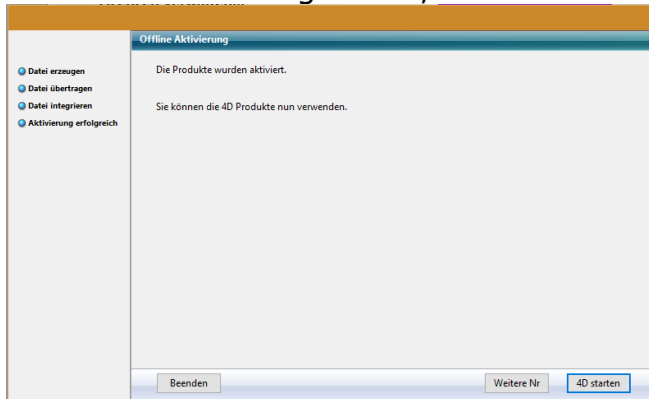 Offline Aktivierung
Datei erzeugen
Datei übertragen
Datei integrieren
Aktivierung erfolgreich
Die Produkte wurden aktiviert.
Sie können die 4D Produkte nun verwenden.
Beenden
Weitere Nr
4D starten